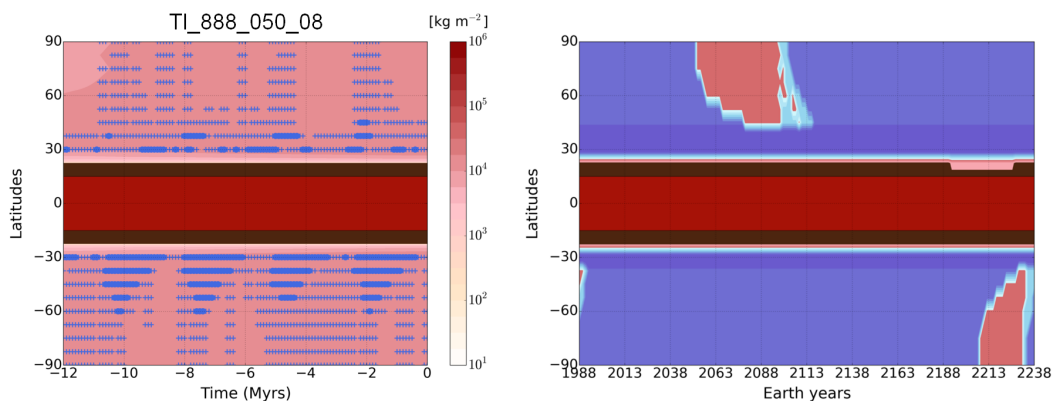 TI_888_050_08
[kg m⁻²]
90
60
30
0
−30
−60
−90
Latitudes
−12 −10 −8 −6 −4 −2 0
Time (Myrs)
10⁶
10⁵
10⁴
10³
10²
10¹
90
60
30
0
−30
−60
−90
Latitudes
1988 2013 2038 2063 2088 2113 2138 2163 2188 2213 2238
Earth years